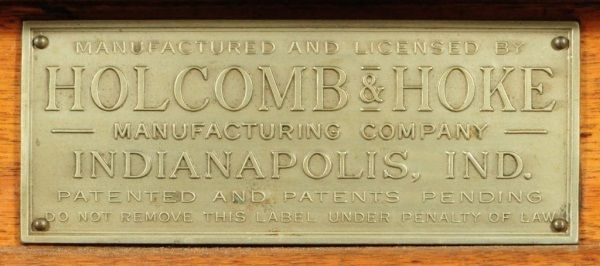 MANUFACTURED AND LICENSED BY
HOLCOMB & HOKE
MANUFACTURING COMPANY
INDIANAPOLIS, IND.
PATENTED AND PATENTS PENDING
DO NOT REMOVE THIS LABEL UNDER PENALTY OF LAW